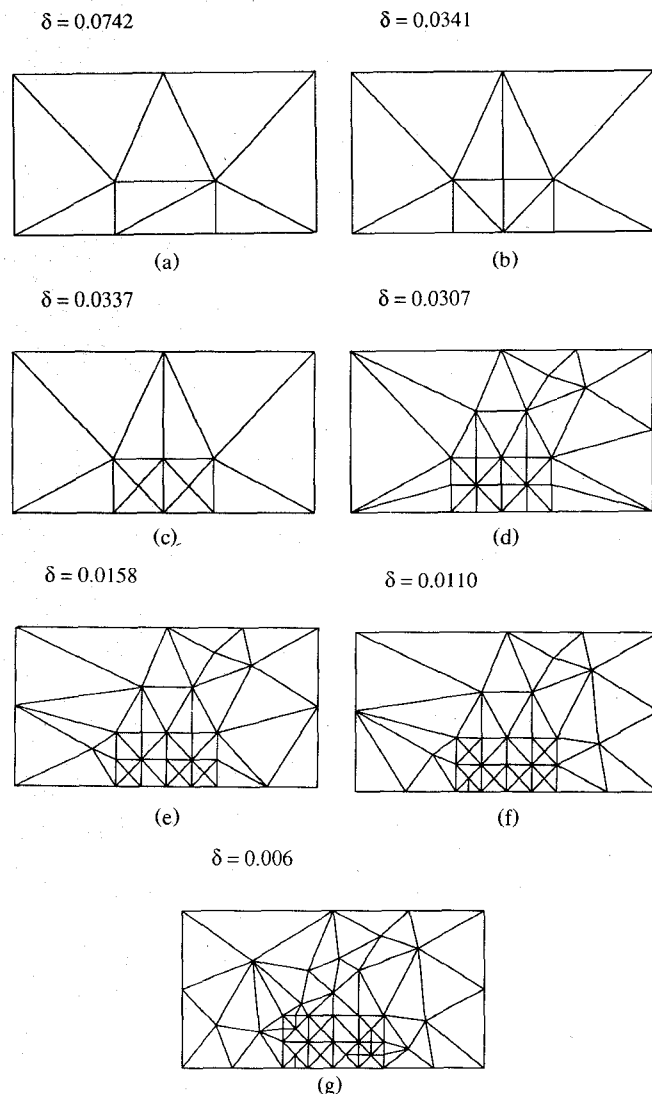 δ = 0.0742
δ = 0.0341
(a)
(b)
δ = 0.0337
δ = 0.0307
(c)
(d)
δ = 0.0158
δ = 0.0110
(e)
(f)
δ = 0.006
(g)